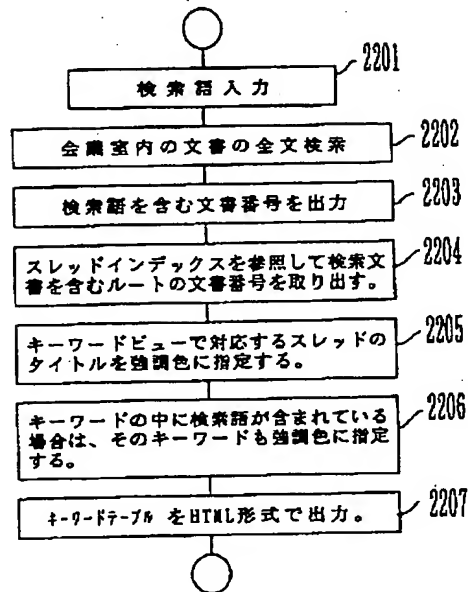 検索語入力
2201
会議室内の文書の全文検索
2202
検索語を含む文書番号を出力
2203
スレッドインデックスを参照して検索文
書を含むルートの文書番号を取り出す。
2204
キーワードビューで対応するスレッドの
タイトルを強調色に指定する。
2205
キーワードの中に検索語が含まれている
場合は、そのキーワードも強調色に指定
する。
2206
キーワードテーブル をHTML形式で出力。
2207